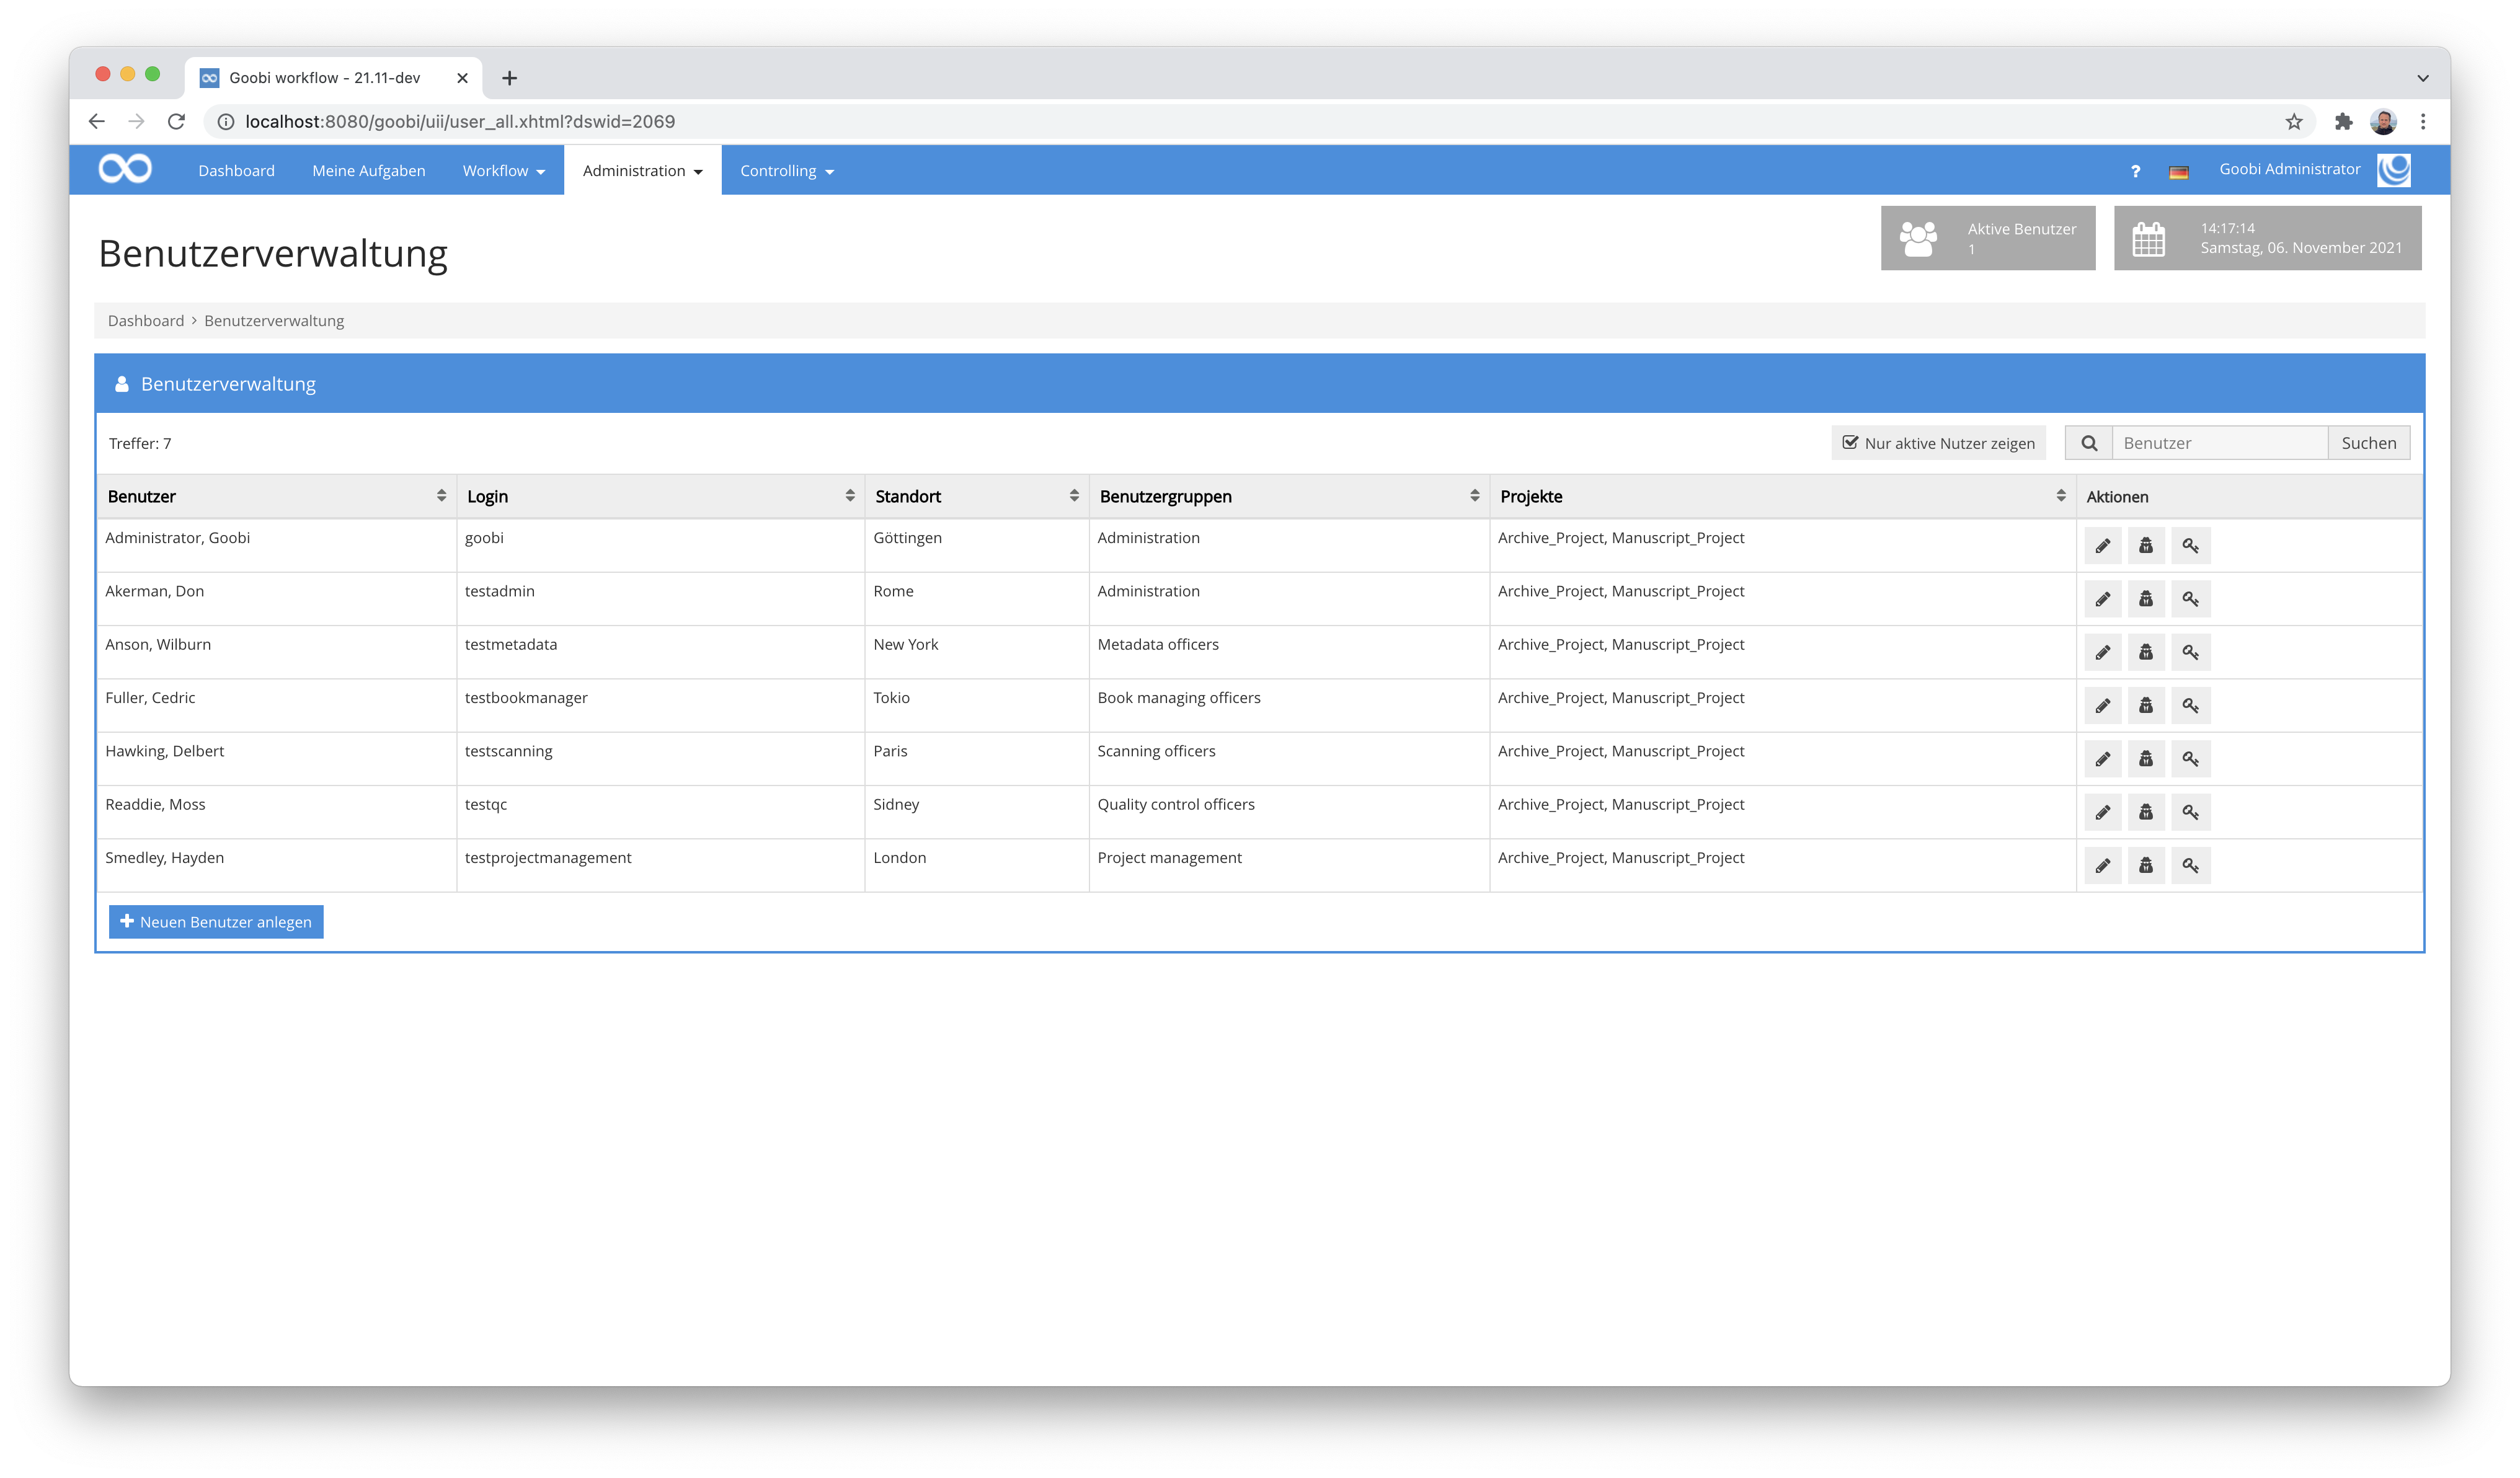 Goobi workflow - 21.11-dev
localhost:8080/goobi/uii/user_all.xhtml?dswid=2069
Dashboard Meine Aufgaben Workflow Administration Controlling ? Goobi Administrator
Benutzerverwaltung
Aktive Benutzer
1
14:17:14
Samstag, 06. November 2021
Dashboard > Benutzerverwaltung
Benutzerverwaltung
Treffer: 7 Nur aktive Nutzer zeigen Benutzer Suchen
Benutzer Login Standort Benutzergruppen Projekte Aktionen
Administrator, Goobi goobi Göttingen Administration Archive_Project, Manuscript_Project
Akerman, Don testadmin Rome Administration Archive_Project, Manuscript_Project
Anson, Wilburn testmetadata New York Metadata officers Archive_Project, Manuscript_Project
Fuller, Cedric testbookmanager Tokio Book managing officers Archive_Project, Manuscript_Project
Hawking, Delbert testscanning Paris Scanning officers Archive_Project, Manuscript_Project
Readdie, Moss testqc Sidney Quality control officers Archive_Project, Manuscript_Project
Smedley, Hayden testprojectmanagement London Project management Archive_Project, Manuscript_Project
Neuen Benutzer anlegen